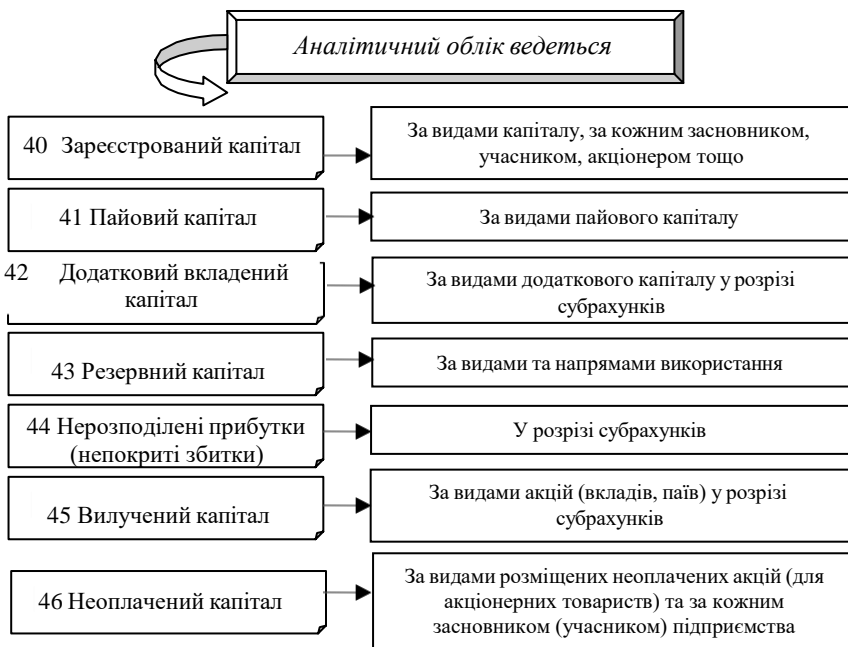 Аналітичний облік ведеться
40 Зареєстрований капітал
За видами капіталу, за кожним засновником,
учасником, акціонером тощо
41 Пайовий капітал
За видами пайового капіталу
42 Додатковий вкладений
капітал
За видами додаткового капіталу у розрізі
субрахунків
43 Резервний капітал
За видами та напрямами використання
44 Нерозподілені прибутки
(непокриті збитки)
У розрізі субрахунків
45 Вилучений капітал
За видами акцій (вкладів, паїв) у розрізі
субрахунків
46 Неоплачений капітал
За видами розміщених неоплачених акцій (для
акціонерних товариств) та за кожним
засновником (учасником) підприємства